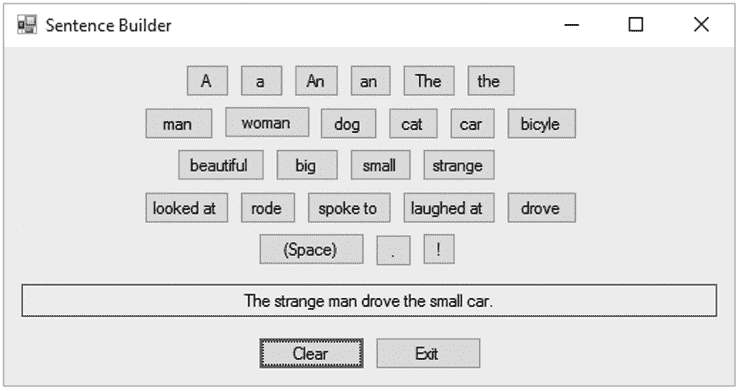 Sentence Builder
A a An an The the
man woman dog cat car bicyle
beautiful big small strange
looked at rode spoke to laughed at drove
(Space) . !
The strange man drove the small car.
Clear Exit